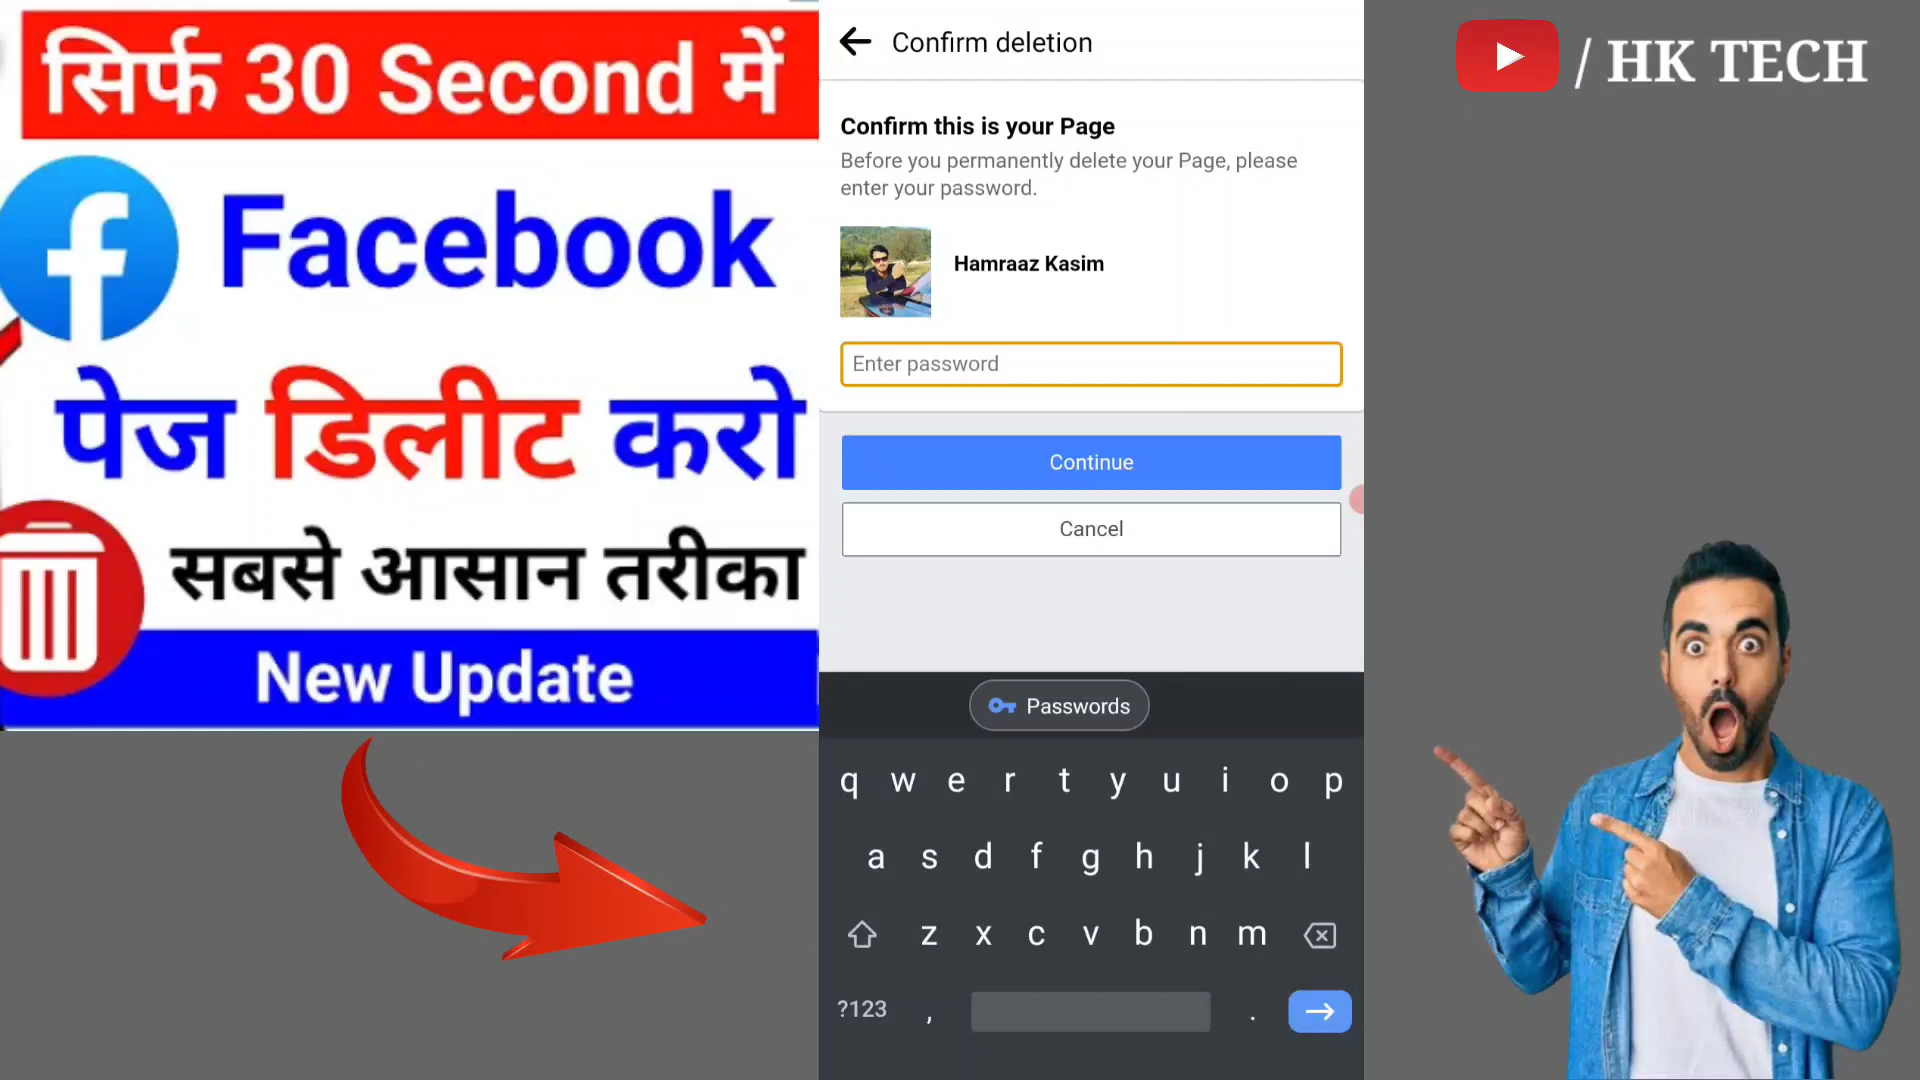 सिर्फ 30 Second में
Facebook
पेज डिलीट करो
सबसे आसान तरीका
New Update
Confirm deletion
Confirm this is your Page
Before you permanently delete your Page, please
enter your password.
Hamraaz Kasim
Enter password
Continue
Cancel
Passwords
q w e r t y u i o p
a s d f g h j k l
z x c v b n m
?123 , .
/ HK TECH